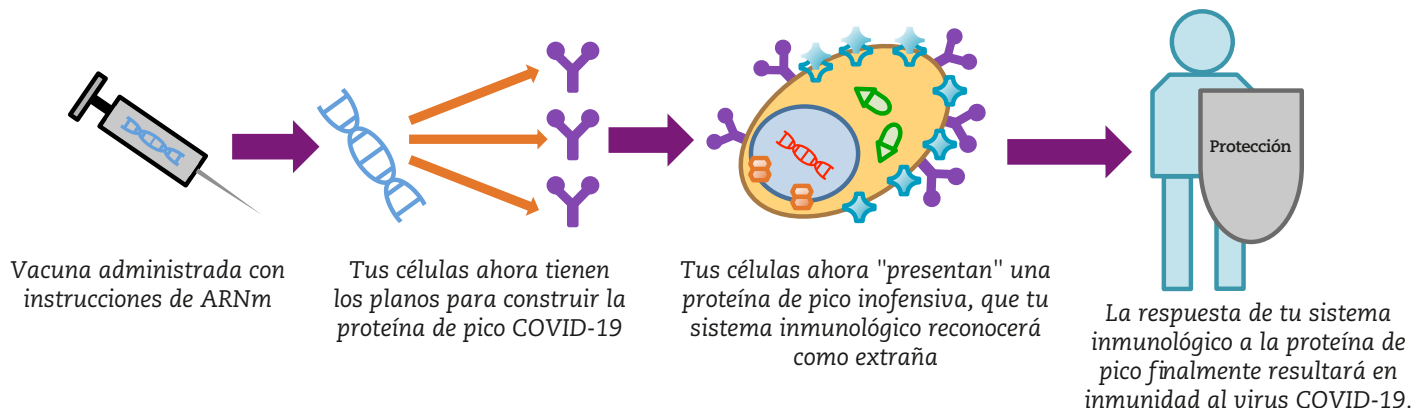 Protección
Vacuna administrada con
instrucciones de ARNm
Tus células ahora tienen
los planos para construir la
proteína de pico COVID-19
Tus células ahora "presentan" una
proteína de pico inofensiva, que tu
sistema inmunológico reconocerá
como extraña
La respuesta de tu sistema
inmunológico a la proteína de
pico finalmente resultará en
inmunidad al virus COVID-19.